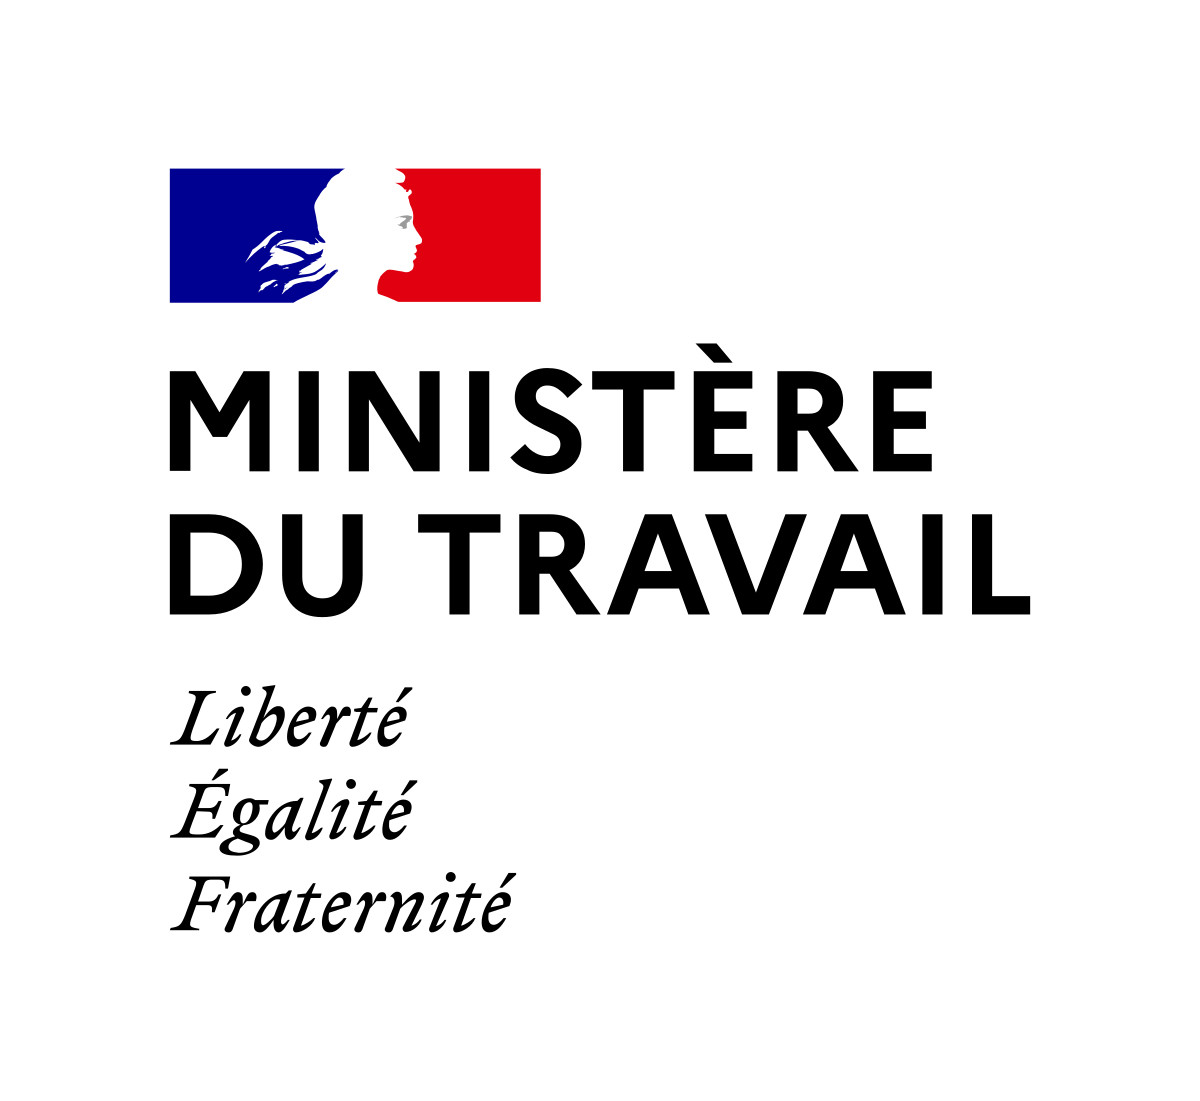 MINISTÈRE
DU TRAVAIL
Liberté
Égalité
Fraternité